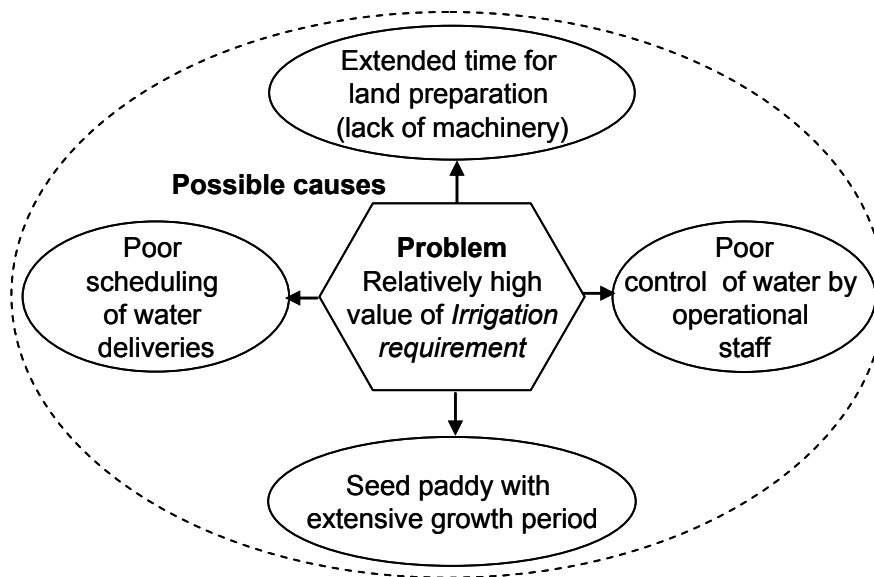 Extended time for
land preparation
(lack of machinery)
Possible causes
Poor
scheduling
of water
deliveries
Problem
Relatively high
value of Irrigation
requirement
Poor
control of water by
operational
staff
Seed paddy with
extensive growth period